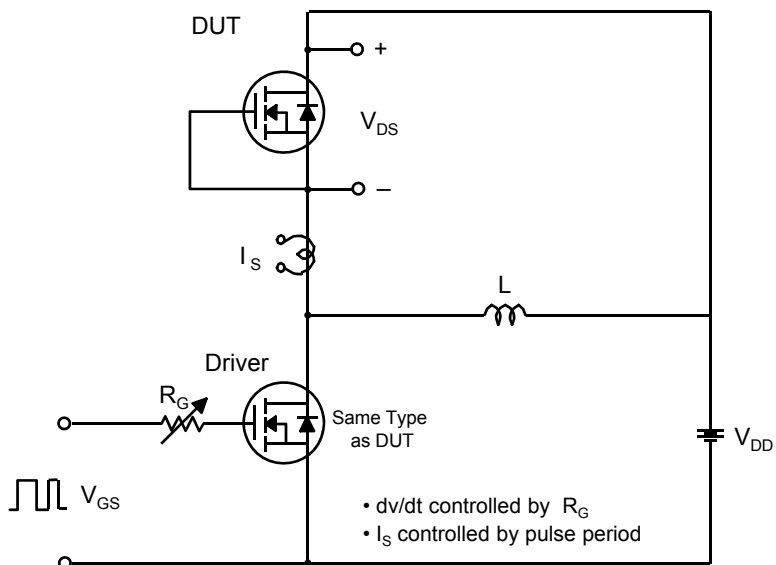 DUT
+
V_DS
–
I_S
L
Driver
R_G
Same Type
as DUT
V_DD
V_GS
• dv/dt controlled by R_G
• I_S controlled by pulse period